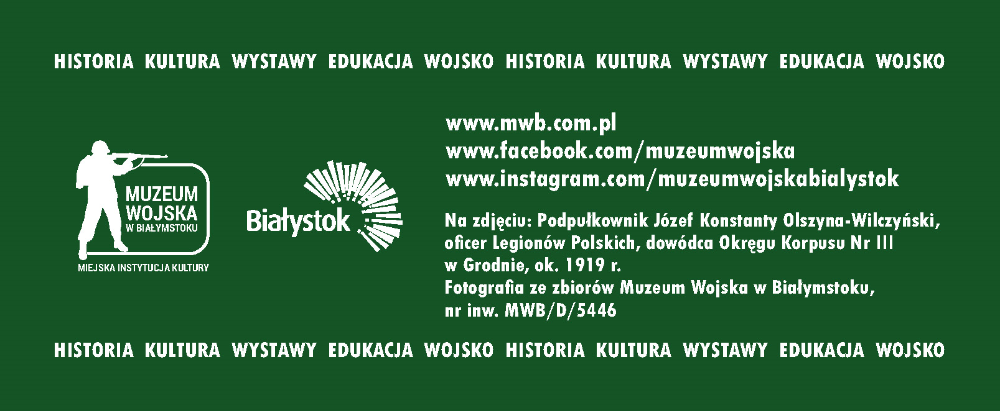 HISTORIA KULTURA WYSTAWY EDUKACJA WOJSKO HISTORIA KULTURA WYSTAWY EDUKACJA WOJSKO
MUZEUM
WOJSKA
W BIAŁYMSTOKU
MIEJSKA INSTYTUCJA KULTURY
Białystok
www.mwb.com.pl
www.facebook.com/muzeumwojska
www.instagram.com/muzeumwojskabialystok
Na zdjęciu: Podpułkownik Józef Konstanty Olszyna-Wilczyński,
oficer Legionów Polskich, dowódca Okręgu Korpusu Nr III
w Grodnie, ok. 1919 r.
Fotografia ze zbiorów Muzeum Wojska w Białymstoku,
nr inw. MWB/D/5446
HISTORIA KULTURA WYSTAWY EDUKACJA WOJSKO HISTORIA KULTURA WYSTAWY EDUKACJA WOJSKO